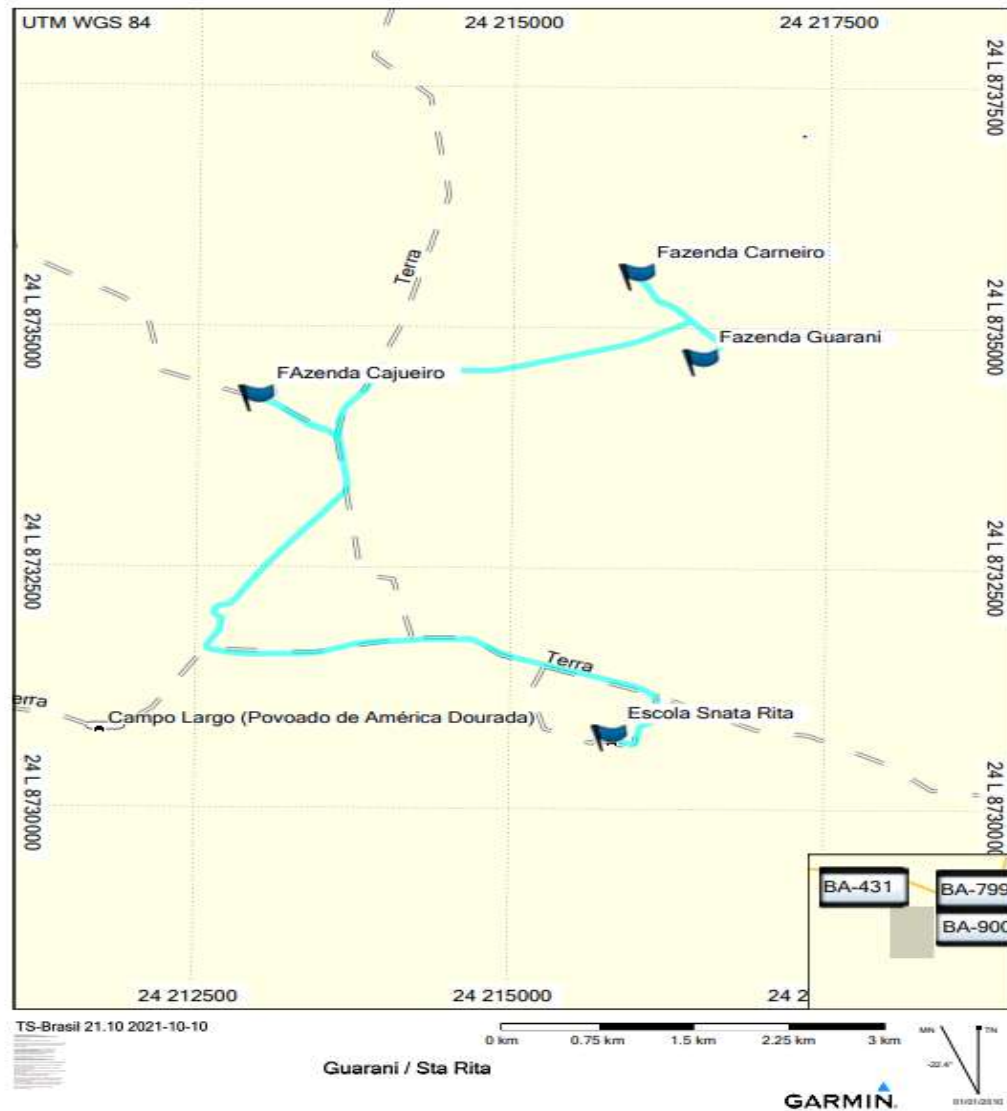 UTM WGS 84
24 215000
24 217500
24 L 8737500
Fazenda Carneiro
Terra
24 L 8735000
24 L 8735000
Fazenda Guarani
FAzenda Cajueiro
24 L 8732500
24 L 8732500
Terra
erra
Campo Largo (Povoado de América Dourada)
Escola Snata Rita
24 L 8730000
24 L 8730000
BA-431
BA-799
BA-900
24 212500
24 215000
24 2
TS-Brasil 21.10 2021-10-10
0 km
0.75 km
1.5 km
2.25 km
3 km
MN
TN
-22.4°
Guarani / Sta Rita
GARMIN
01/01/2010